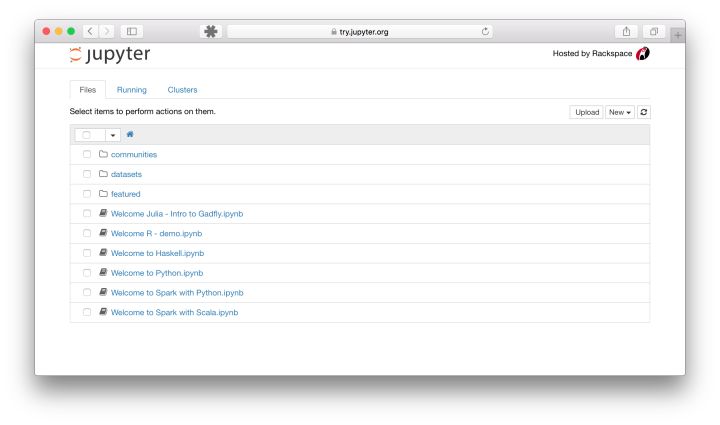 try.jupyter.org
jupyter
Hosted by Rackspace
Files Running Clusters
Select items to perform actions on them.
Upload New
communities
datasets
featured
Welcome Julia - Intro to Gadfly.ipynb
Welcome R - demo.ipynb
Welcome to Haskell.ipynb
Welcome to Python.ipynb
Welcome to Spark with Python.ipynb
Welcome to Spark with Scala.ipynb